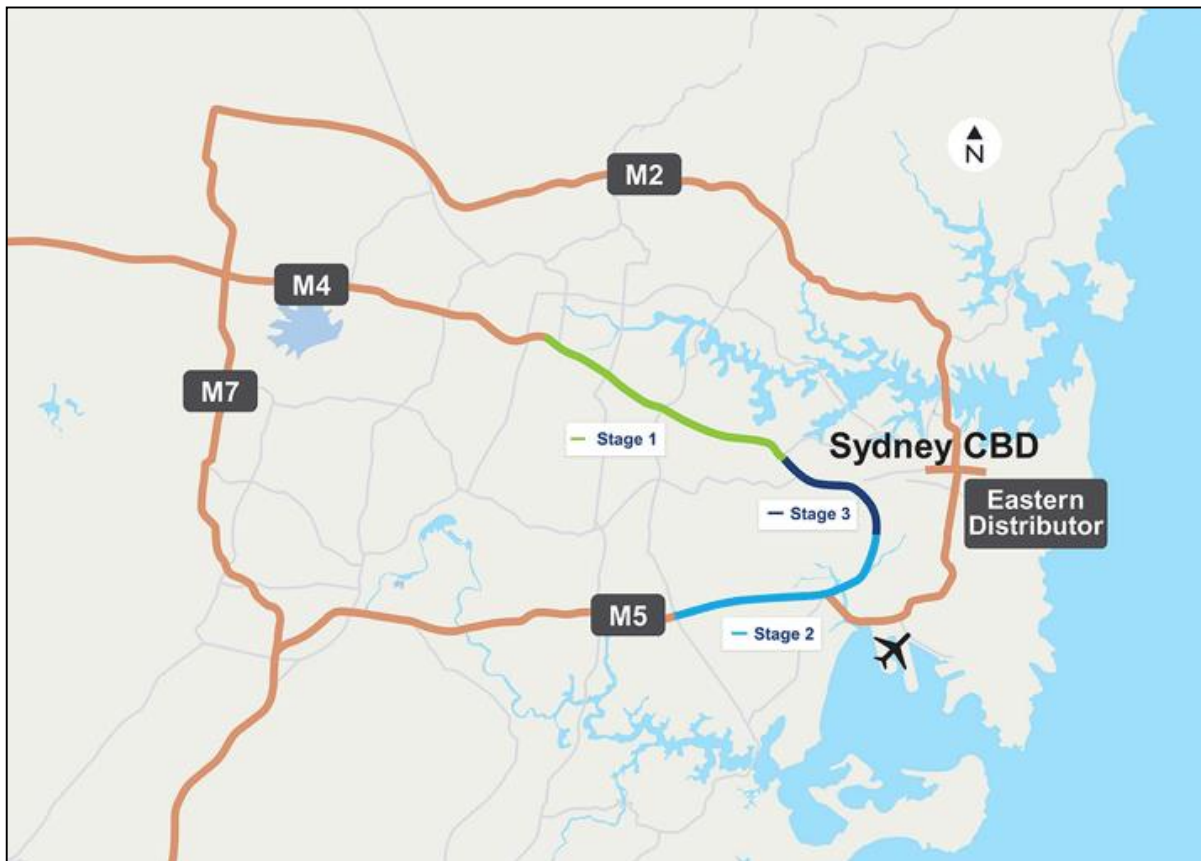 N
M2
M4
M7
Stage 1
Sydney CBD
Eastern
Distributor
Stage 3
M5
Stage 2